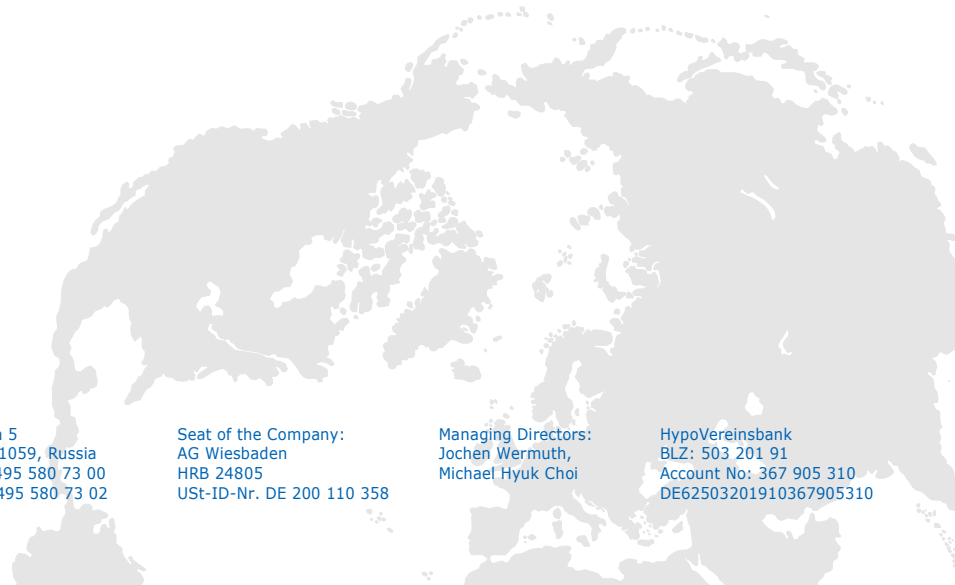 5
1059, Russia
495 580 73 00
495 580 73 02
Seat of the Company:
AG Wiesbaden
HRB 24805
USt-ID-Nr. DE 200 110 358
Managing Directors:
Jochen Wermuth,
Michael Hyuk Choi
HypoVereinsbank
BLZ: 503 201 91
Account No: 367 905 310
DE62503201910367905310